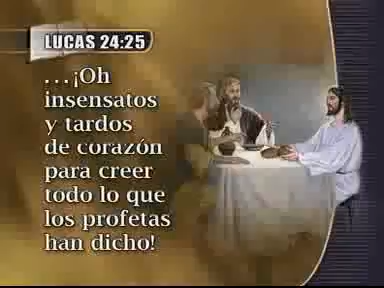 LUCAS 24:25
. . . ¡Oh
insensatos
y tardos
de corazón
para creer
todo lo que
los profetas
han dicho!